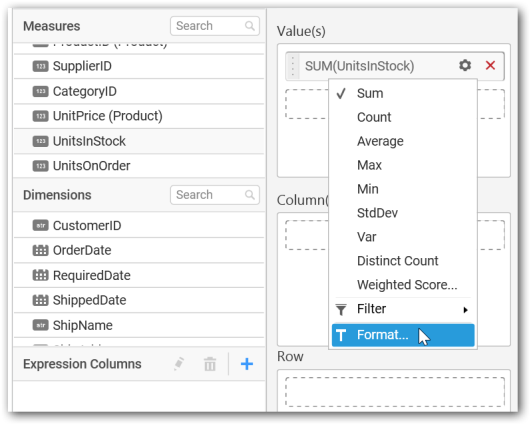 Measures
Search
ProductID (Product)
123 SupplierID
123 CategoryID
123 UnitPrice (Product)
123 UnitsInStock
123 UnitsOnOrder
Dimensions
Search
str CustomerID
OrderDate
RequiredDate
ShippedDate
str ShipName
Expression Columns
Value(s)
SUM(UnitsInStock)
Sum
Count
Average
Max
Min
StdDev
Var
Distinct Count
Weighted Score...
Filter
Format...
Column(
Row